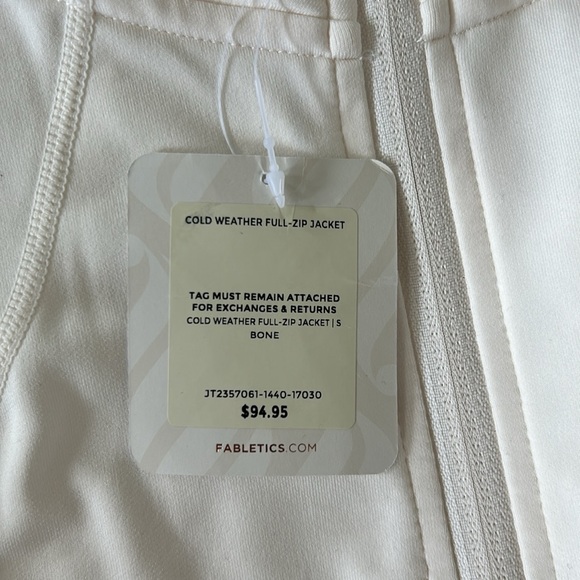 COLD WEATHER FULL-ZIP JACKET
TAG MUST REMAIN ATTACHED
FOR EXCHANGES & RETURNS
COLD WEATHER FULL-ZIP JACKET | S
BONE
JT2357061-1440-17030
$94.95
FABLETICS.COM